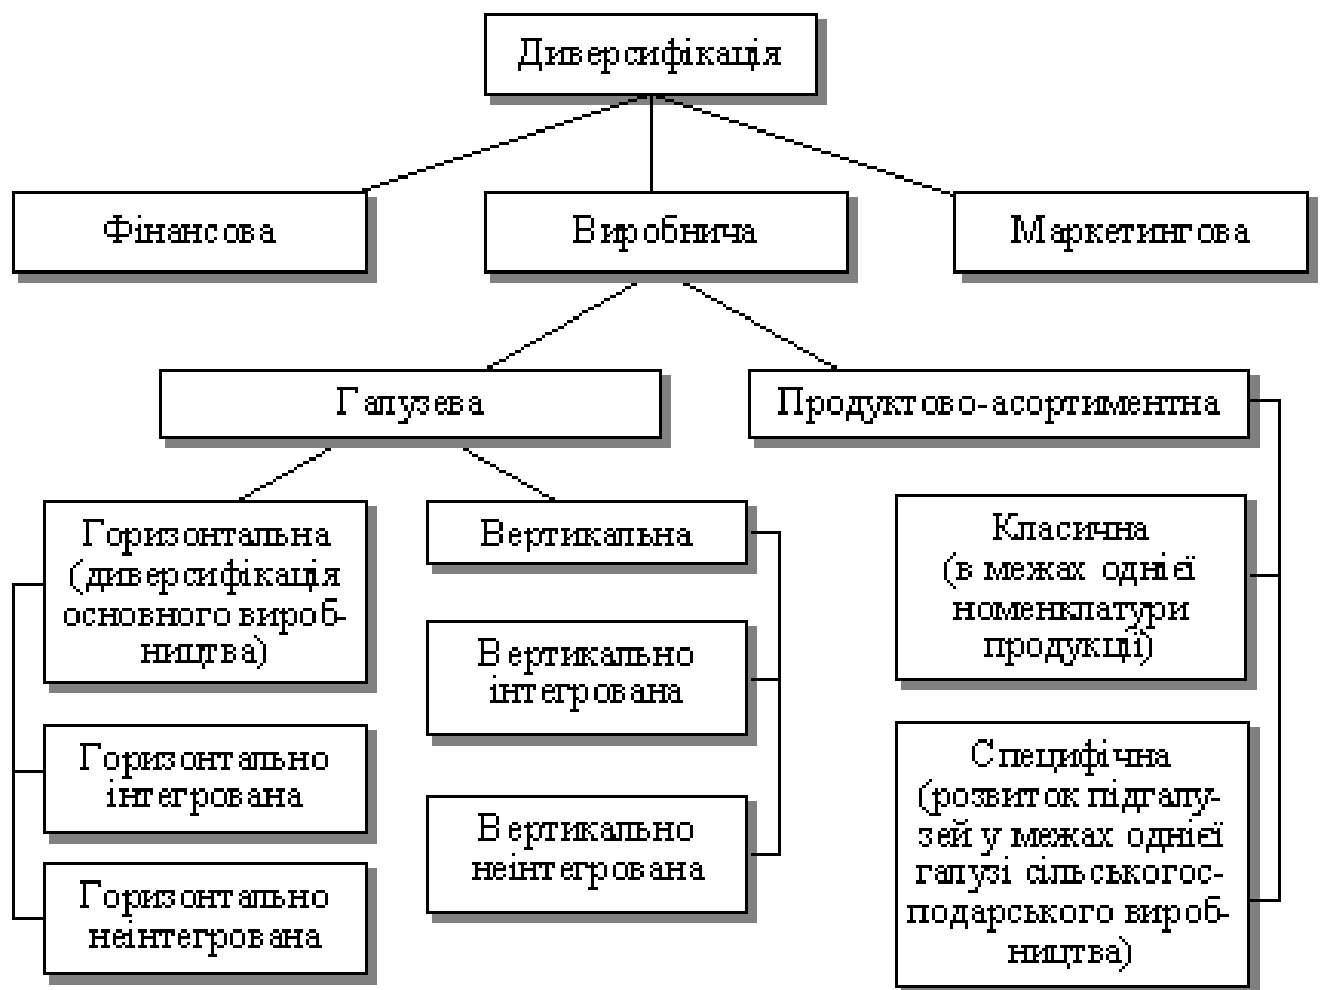 Диверсифікація
Фінансова
Виробнича
Маркетингова
Галузева
Продуктово-асортиментна
Горизонтальна
(диверсифікація
основного вироб-
ництва)
Вертикальна
Класична
(в межах однієї
номенклатури
продукції)
Вертикально
інтегрована
Горизонтально
інтегрована
Специфічна
(розвиток підгалу-
зей у межах однієї
галузі сільськогос-
подарського вироб-
ництва)
Вертикально
неінтегрована
Горизонтально
неінтегрована